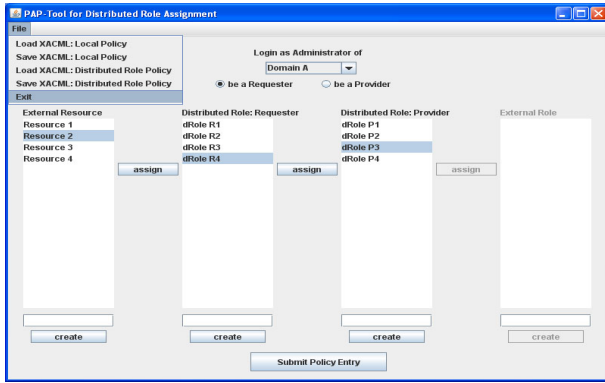 PAP-Tool for Distributed Role Assignment
File
Load XACML: Local Policy
Save XACML: Local Policy
Load XACML: Distributed Role Policy
Save XACML: Distributed Role Policy
Exit
Login as Administrator of
Domain A
be a Requester be a Provider
External Resource Distributed Role: Requester Distributed Role: Provider External Role
Resource 1 dRole R1 dRole P1
Resource 2 dRole R2 dRole P2
Resource 3 dRole R3 dRole P3
Resource 4 dRole R4 dRole P4
assign assign assign
create create create create
Submit Policy Entry